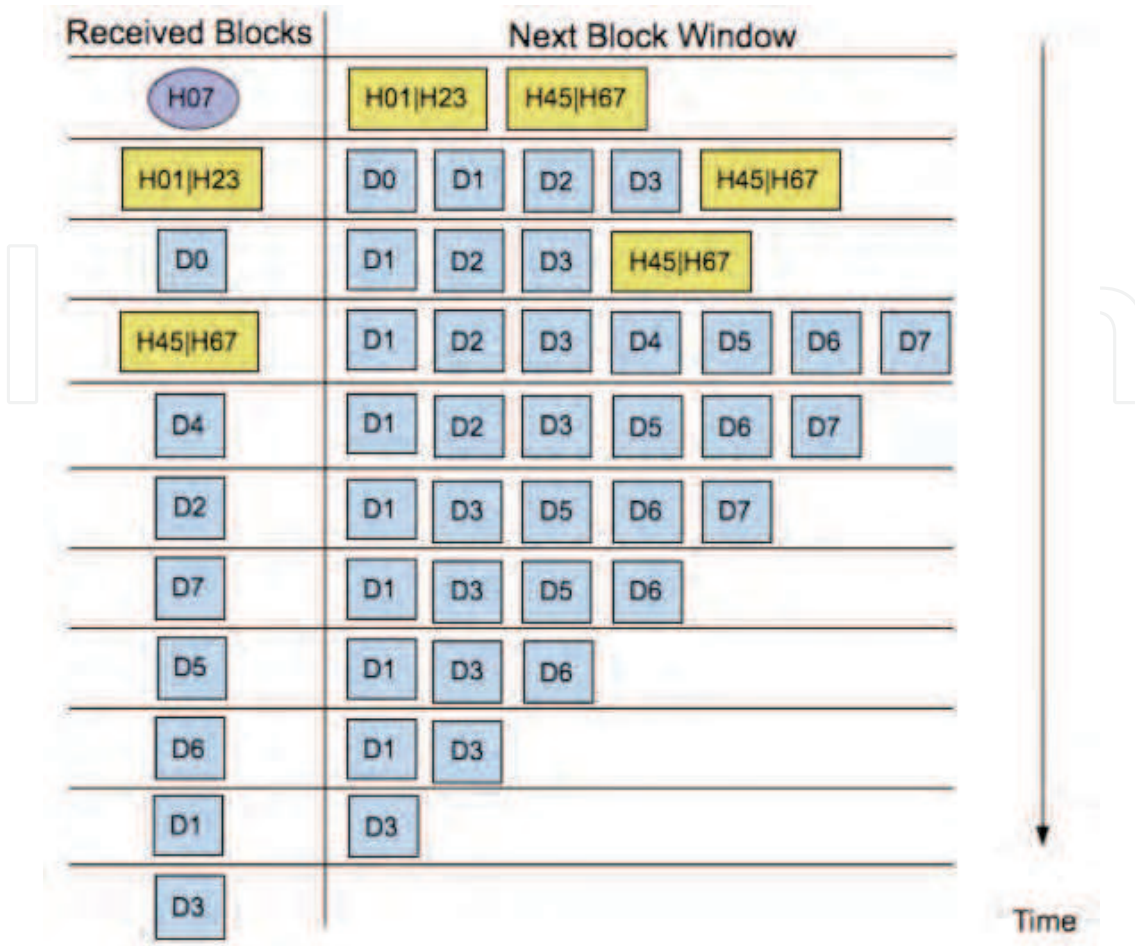 Received Blocks Next Block Window
H07 H01|H23 H45|H67
H01|H23 D0 D1 D2 D3 H45|H67
D0 D1 D2 D3 H45|H67
H45|H67 D1 D2 D3 D4 D5 D6 D7
D4 D1 D2 D3 D5 D6 D7
D2 D1 D3 D5 D6 D7
D7 D1 D3 D5 D6
D5 D1 D3 D6
D6 D1 D3
D1 D3
D3
Time